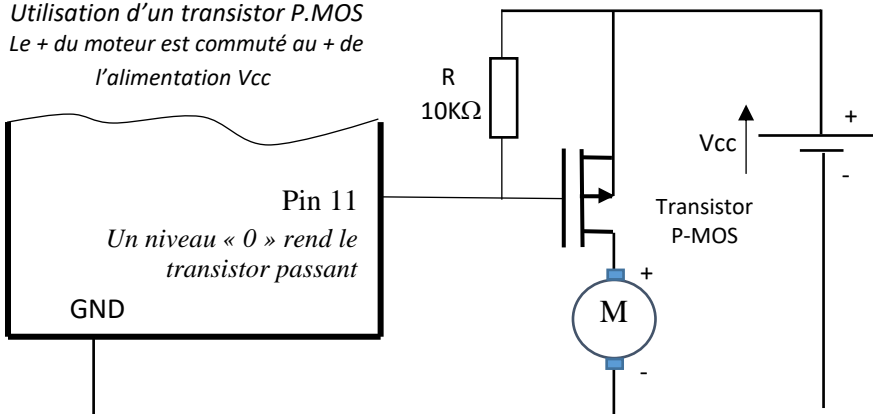 Utilisation d'un transistor P.MOS
Le + du moteur est commuté au + de
l'alimentation Vcc
R
10KΩ
Vcc
+
-
Pin 11
Un niveau « 0 » rend le
transistor passant
Transistor
P-MOS
GND
+
M
-